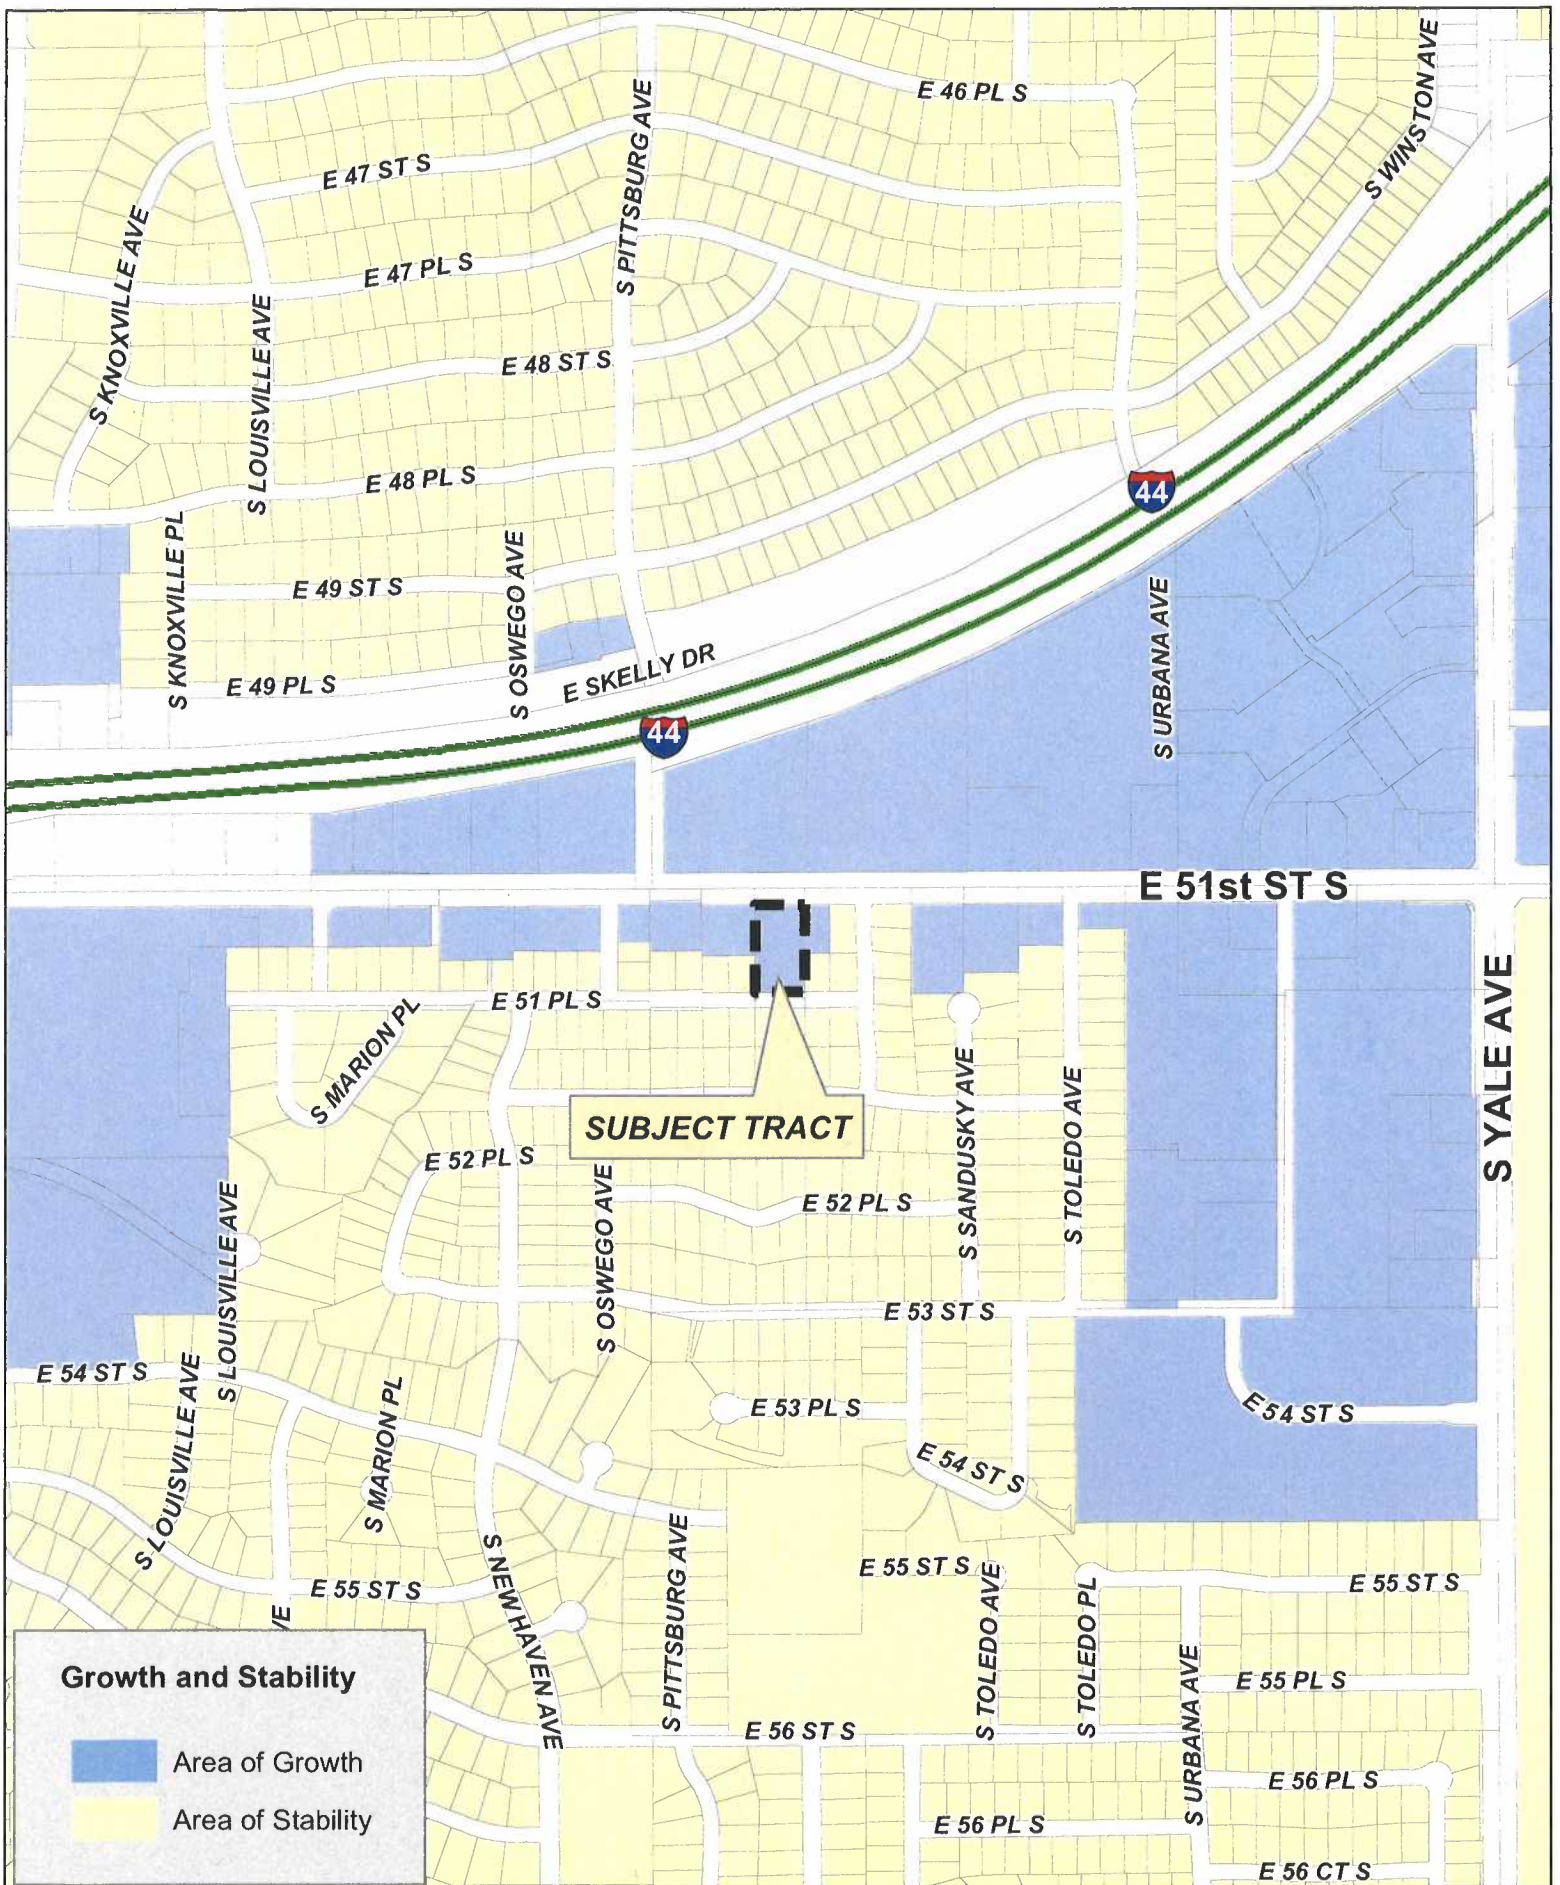 S WINSTON AVE
E 46 PL S
S PITTSBURG AVE
E 47 ST S
S KNOXVILLE AVE
E 47 PL S
S LOUISVILLE AVE
E 48 ST S
E 48 PL S
44
S KNOXVILLE PL
S OSWEGO AVE
E 49 ST S
S URBANA AVE
E SKELLY DR
E 49 PL S
44
E 51st ST S
E 51 PL S
S MARION PL
S YALE AVE
SUBJECT TRACT
S SANDUSKY AVE
S TOLEDO AVE
E 52 PL S
S OSWEGO AVE
E 52 PL S
S LOUISVILLE AVE
E 53 ST S
E 54 ST S
S LOUISVILLE AVE
S MARION PL
E 53 PL S
E 54 ST S
E 54 ST S
S NEW HAVEN AVE
S PITTSBURG AVE
E 55 ST S
E 55 ST S
E 55 ST S
S TOLEDO AVE
S TOLEDO PL
VE
S URBANA AVE
E 55 PL S
E 56 ST S
E 56 PL S
E 56 PL S
E 56 CT S
Growth and Stability
Area of Growth
Area of Stability